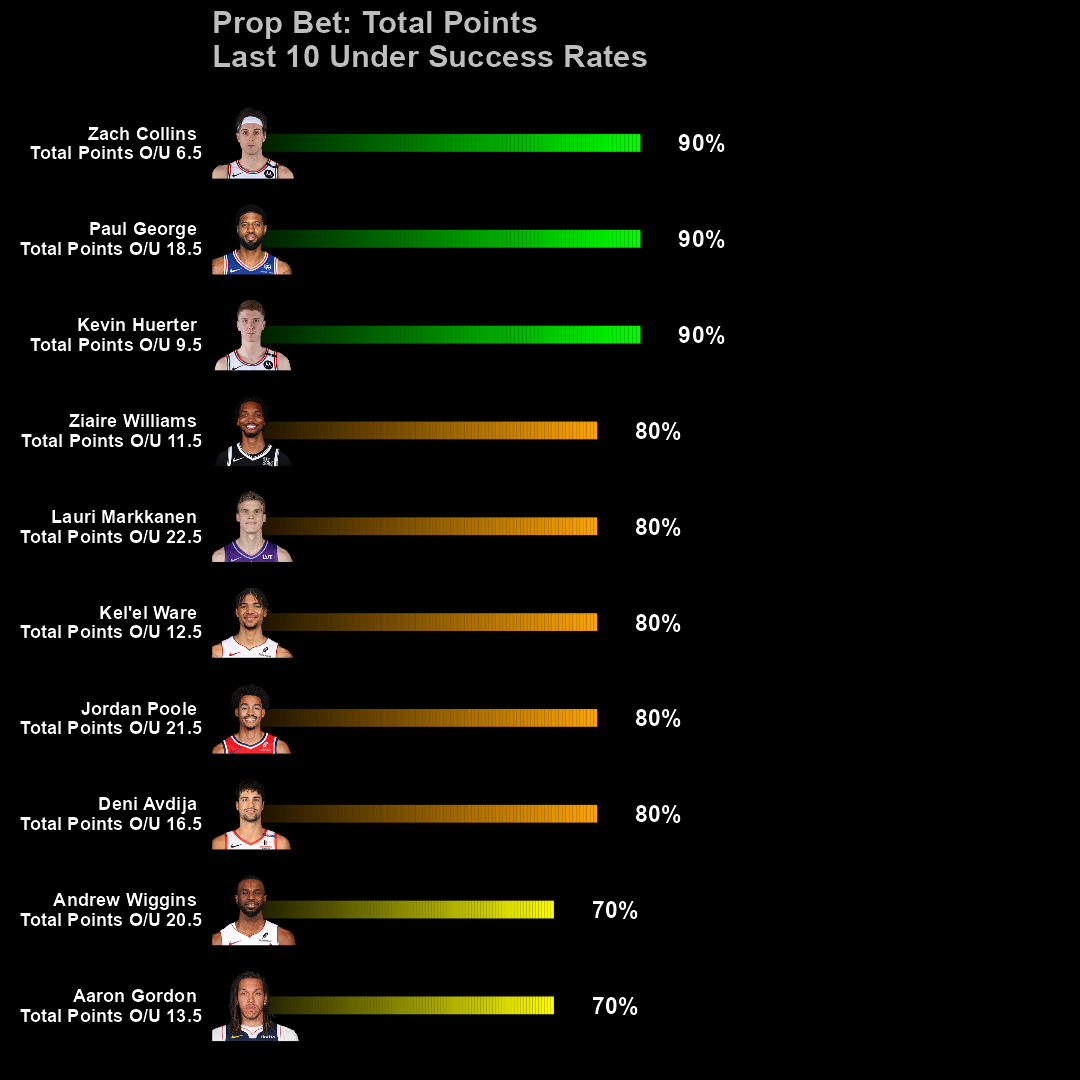 Prop Bet: Total Points
Last 10 Under Success Rates
Zach Collins
Total Points O/U 6.5
90%
Paul George
Total Points O/U 18.5
90%
Kevin Huerter
Total Points O/U 9.5
90%
Ziaire Williams
Total Points O/U 11.5
80%
Lauri Markkanen
Total Points O/U 22.5
80%
Kel'el Ware
Total Points O/U 12.5
80%
Jordan Poole
Total Points O/U 21.5
80%
Deni Avdija
Total Points O/U 16.5
80%
Andrew Wiggins
Total Points O/U 20.5
70%
Aaron Gordon
Total Points O/U 13.5
70%